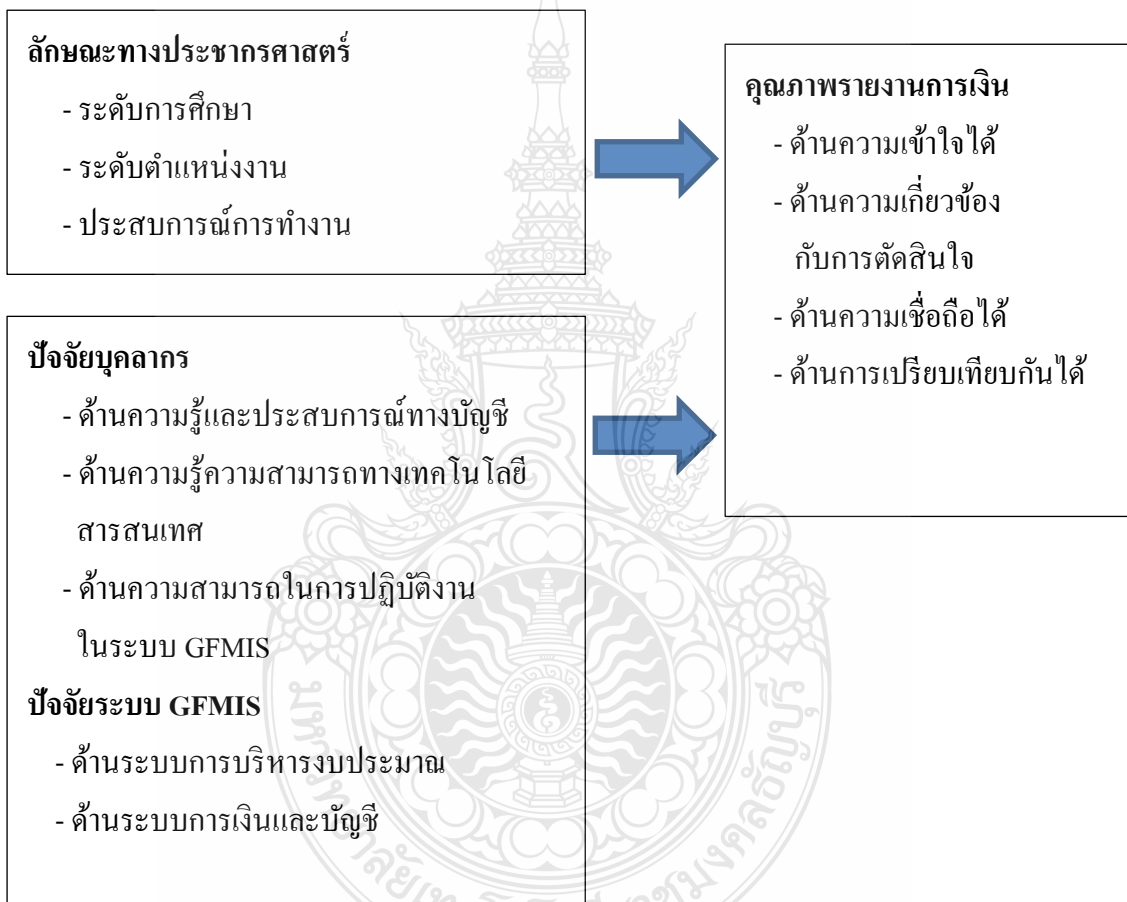 ลักษณะทางประชากรศาสตร์
- ระดับการศึกษา
- ระดับตำแหน่งงาน
- ประสบการณ์การทำงาน
ปัจจัยบุคลากร
- ด้านความรู้และประสบการณ์ทางบัญชี
- ด้านความรู้ความสามารถทางเทคโนโลยี
สารสนเทศ
- ด้านความสามารถในการปฏิบัติงาน
ในระบบ GFMIS
ปัจจัยระบบ GFMIS
- ด้านระบบการบริหารงบประมาณ
- ด้านระบบการเงินและบัญชี
คุณภาพรายงานการเงิน
- ด้านความเข้าใจได้
- ด้านความเกี่ยวข้อง
กับการตัดสินใจ
- ด้านความเชื่อถือได้
- ด้านการเปรียบเทียบกันได้